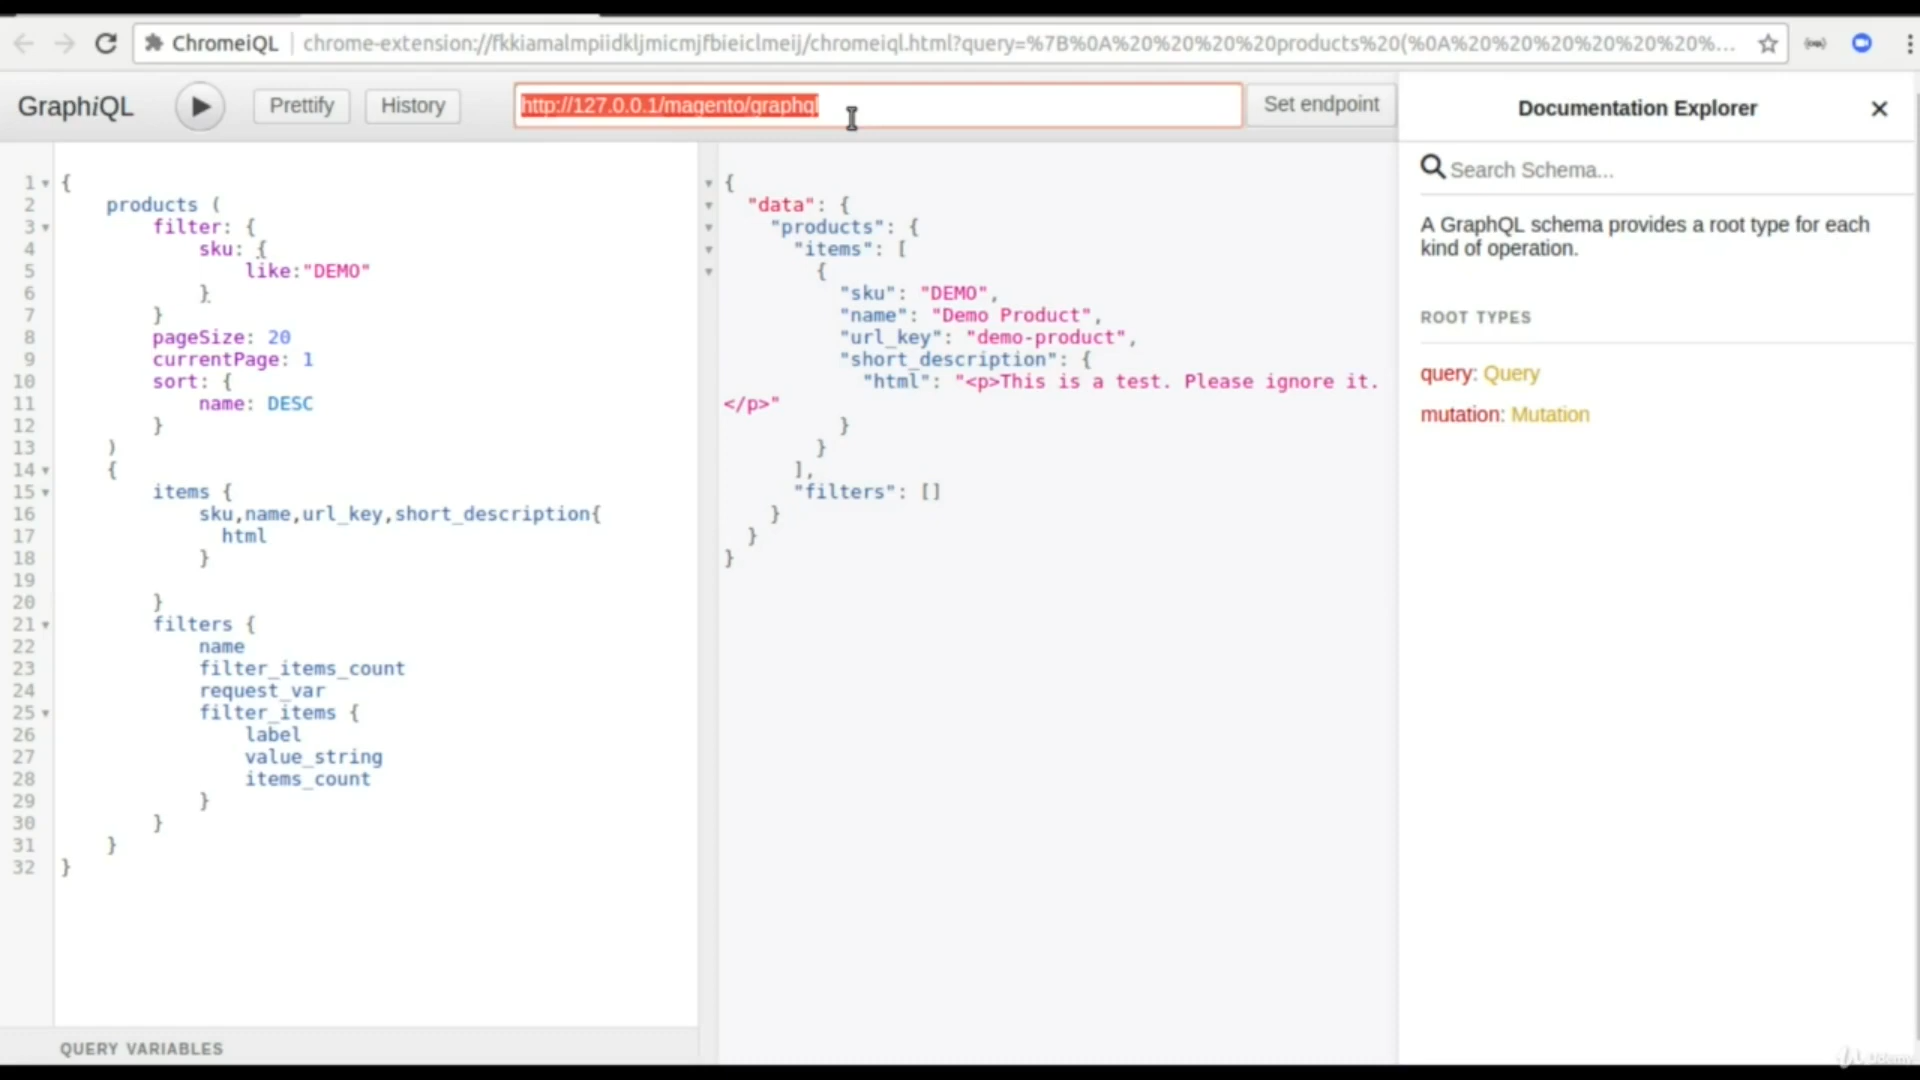 ChromeiQL chrome-extension://fkkiamalmpiidkljmicmjfbieiclmeij/chromeiql.html?query=%7B%0A%20%20%20%20products%20(%0A%20%20%20%20%20%20%...
GraphiQL Prettify History http://127.0.0.1/magento/graphql Set endpoint Documentation Explorer
1 {
2 products (
3 filter: {
4 sku: {
5 like:"DEMO"
6 }
7 }
8 pageSize: 20
9 currentPage: 1
10 sort: {
11 name: DESC
12 }
13 )
14 {
15 items {
16 sku,name,url_key,short_description{
17 html
18 }
19
20 }
21 filters {
22 name
23 filter_items_count
24 request_var
25 filter_items {
26 label
27 value_string
28 items_count
29 }
30 }
31 }
32 }
QUERY VARIABLES
{
"data": {
"products": {
"items": [
{
"sku": "DEMO",
"name": "Demo Product",
"url_key": "demo-product",
"short_description": {
"html": "<p>This is a test. Please ignore it.
</p>"
}
}
],
"filters": []
}
}
}
Search Schema...
A GraphQL schema provides a root type for each
kind of operation.
ROOT TYPES
query: Query
mutation: Mutation
Udemy